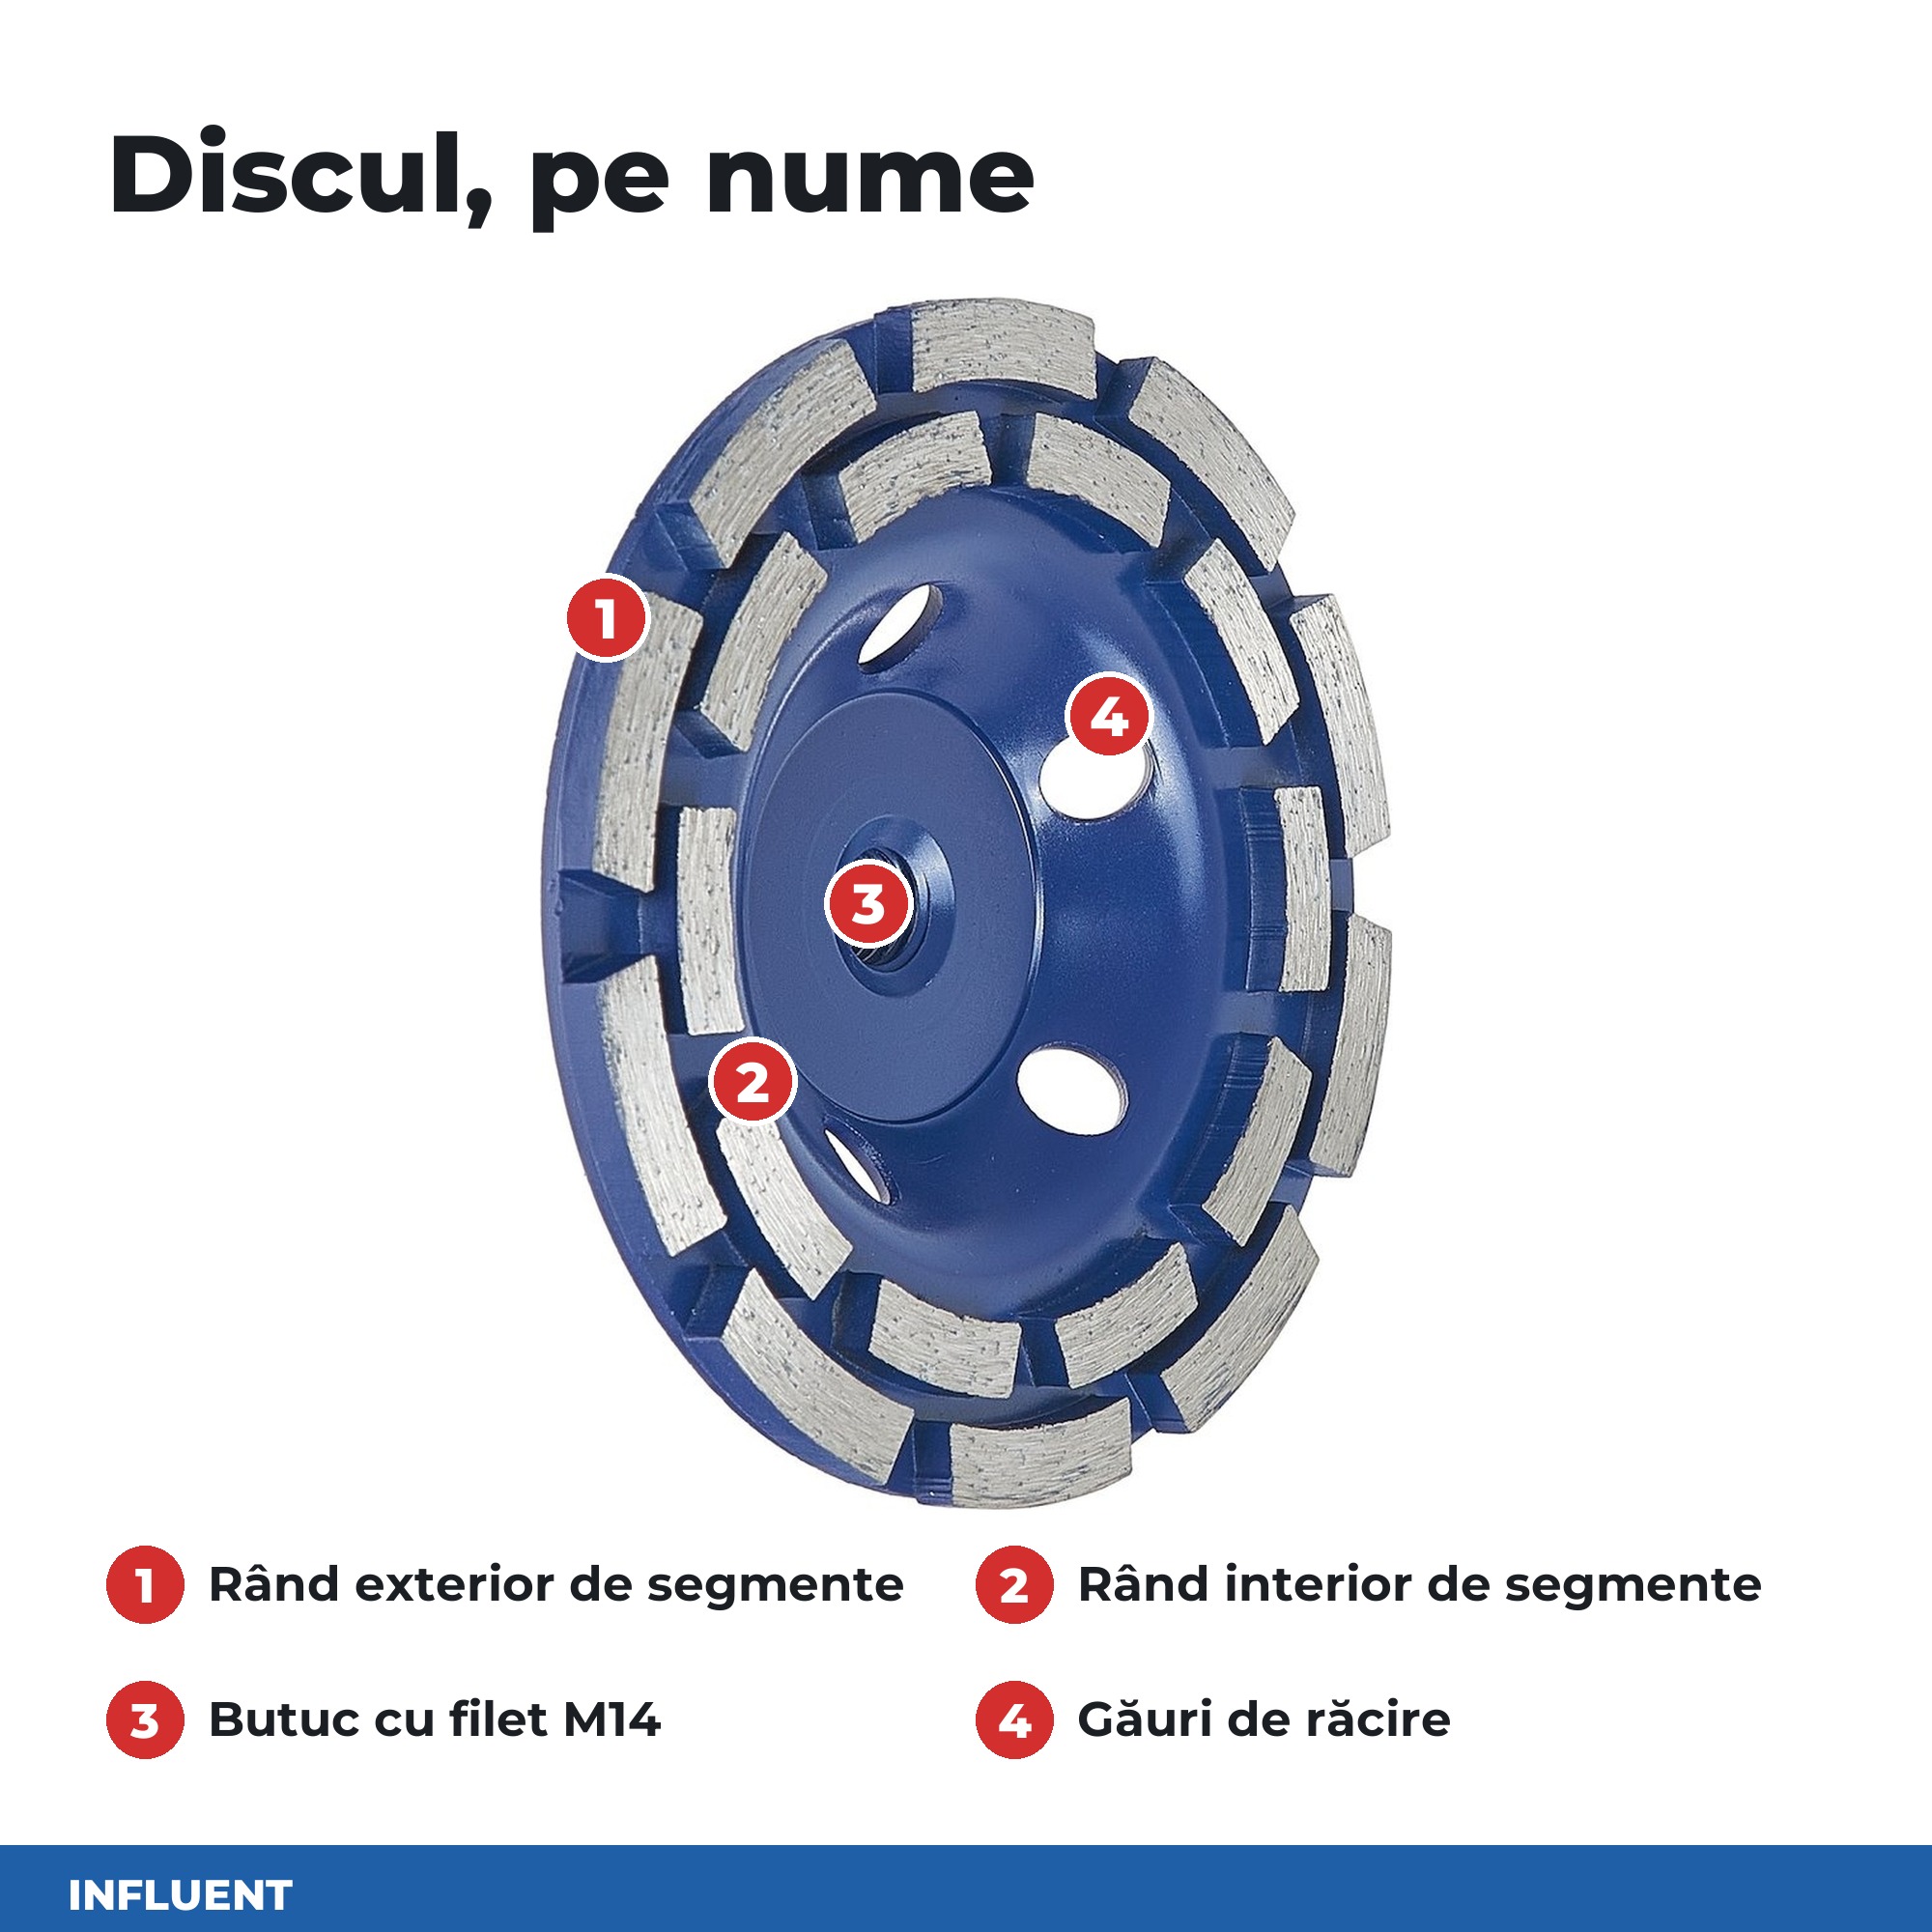 Discul, pe nume
1
4
3
2
1 Rând exterior de segmente
2 Rând interior de segmente
3 Butuc cu filet M14
4 Găuri de răcire
INFLUENT